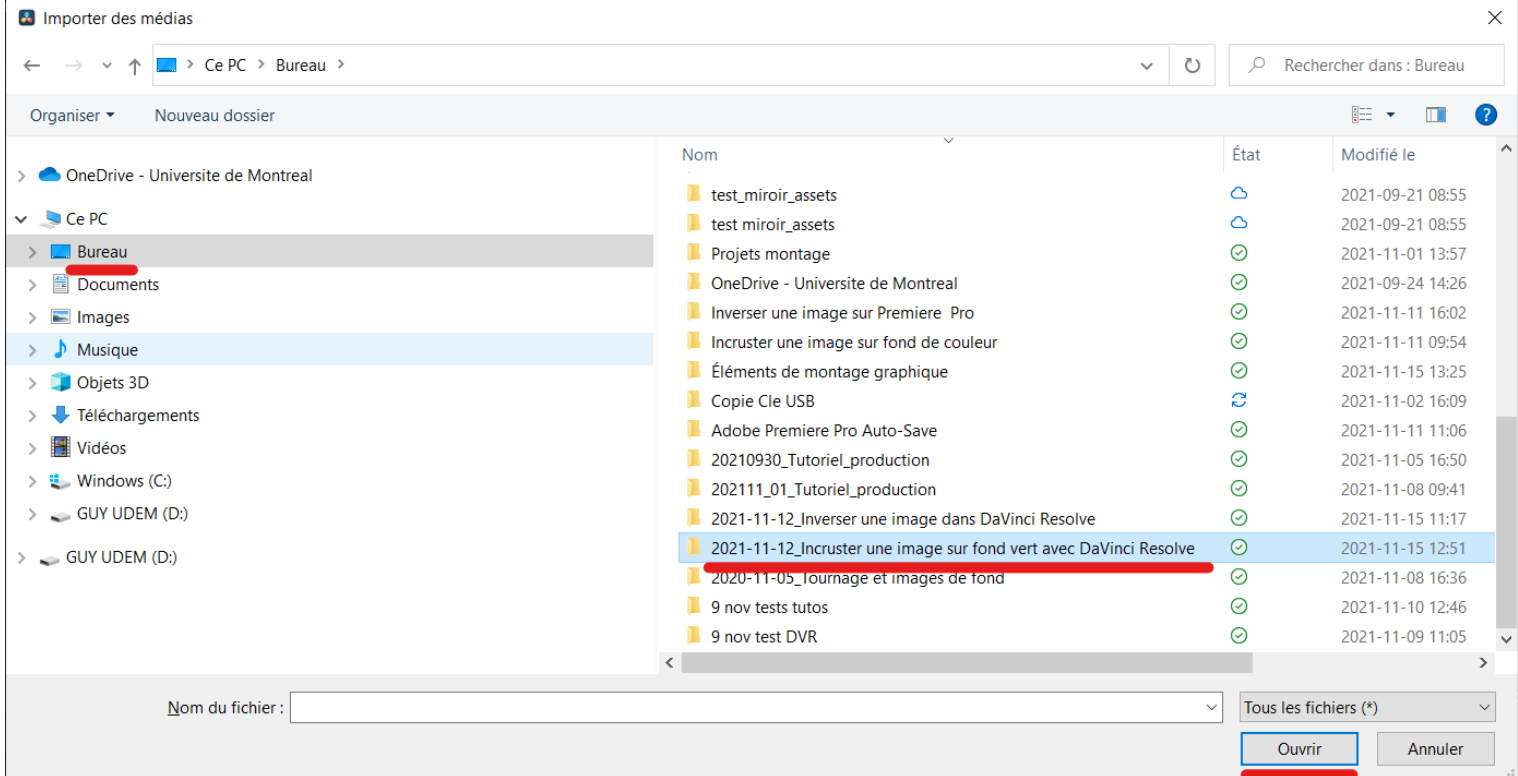 Importer des médias
Ce PC > Bureau >
Rechercher dans : Bureau
Organiser
Nouveau dossier
?
OneDrive - Universite de Montreal
Ce PC
Bureau
Documents
Images
Musique
Objets 3D
Téléchargements
Vidéos
Windows (C:)
GUY UDEM (D:)
GUY UDEM (D:)
Nom État Modifié le
test_miroir_assets 2021-09-21 08:55
test miroir_assets 2021-09-21 08:55
Projets montage 2021-11-01 13:57
OneDrive - Universite de Montreal 2021-09-24 14:26
Inverser une image sur Premiere  Pro 2021-11-11 16:02
Incruster une image sur fond de couleur 2021-11-11 09:54
Éléments de montage graphique 2021-11-15 13:25
Copie Cle USB 2021-11-02 16:09
Adobe Premiere Pro Auto-Save 2021-11-11 11:06
20210930_Tutoriel_production 2021-11-05 16:50
202111_01_Tutoriel_production 2021-11-08 09:41
2021-11-12_Inverser une image dans DaVinci Resolve 2021-11-15 11:17
2021-11-12_Incruster une image sur fond vert avec DaVinci Resolve 2021-11-15 12:51
2020-11-05_Tournage et images de fond 2021-11-08 16:36
9 nov tests tutos 2021-11-10 12:46
9 nov test DVR 2021-11-09 11:05
Nom du fichier :
Tous les fichiers (*)
Ouvrir
Annuler